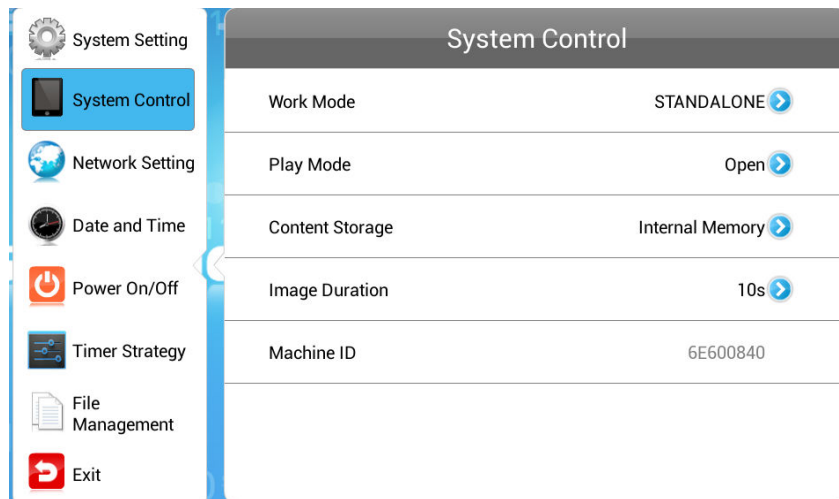 System Setting
System Control
Network Setting
Date and Time
Power On/Off
Timer Strategy
File
Management
Exit
System Control
Work Mode STANDALONE
Play Mode Open
Content Storage Internal Memory
Image Duration 10s
Machine ID 6E600840